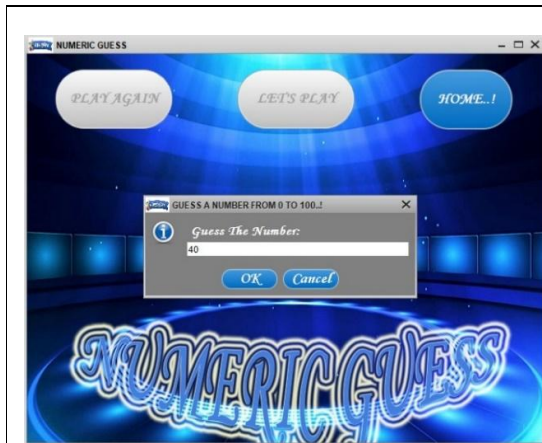 NUMERIC GUESS
PLAY AGAIN
LET'S PLAY
HOME..!
GUESS A NUMBER FROM 0 TO 100..!
Guess The Number:
40
OK
Cancel
NUMERIC GUESS